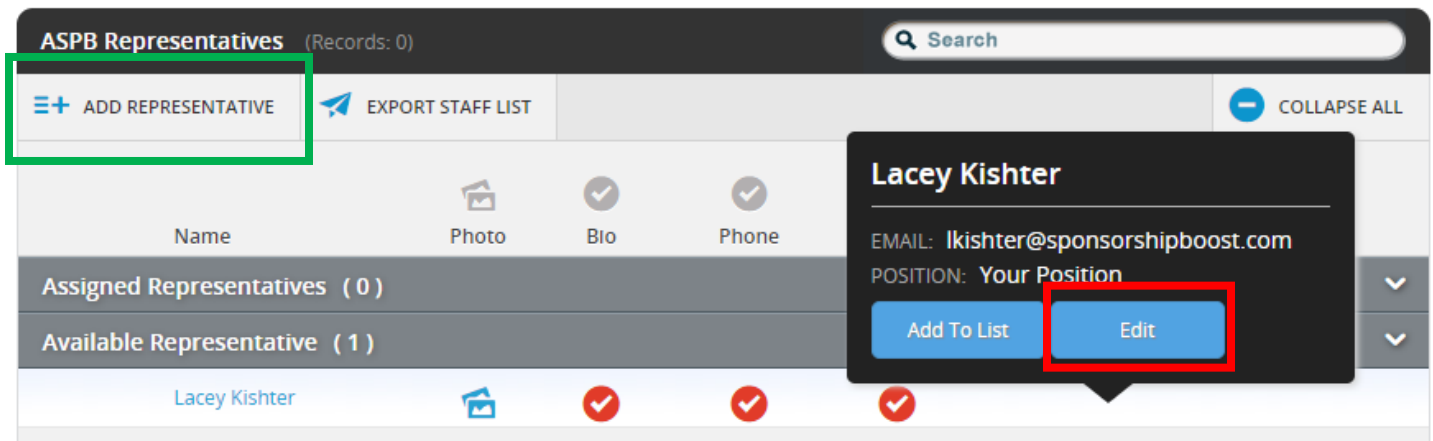 ASPB Representatives (Records: 0)
Search
ADD REPRESENTATIVE
EXPORT STAFF LIST
COLLAPSE ALL
Name
Photo
Bio
Phone
Lacey Kishter
EMAIL: lkishter@sponsorshipboost.com
POSITION: Your Position
Add To List
Edit
Assigned Representatives ( 0 )
Available Representative ( 1 )
Lacey Kishter